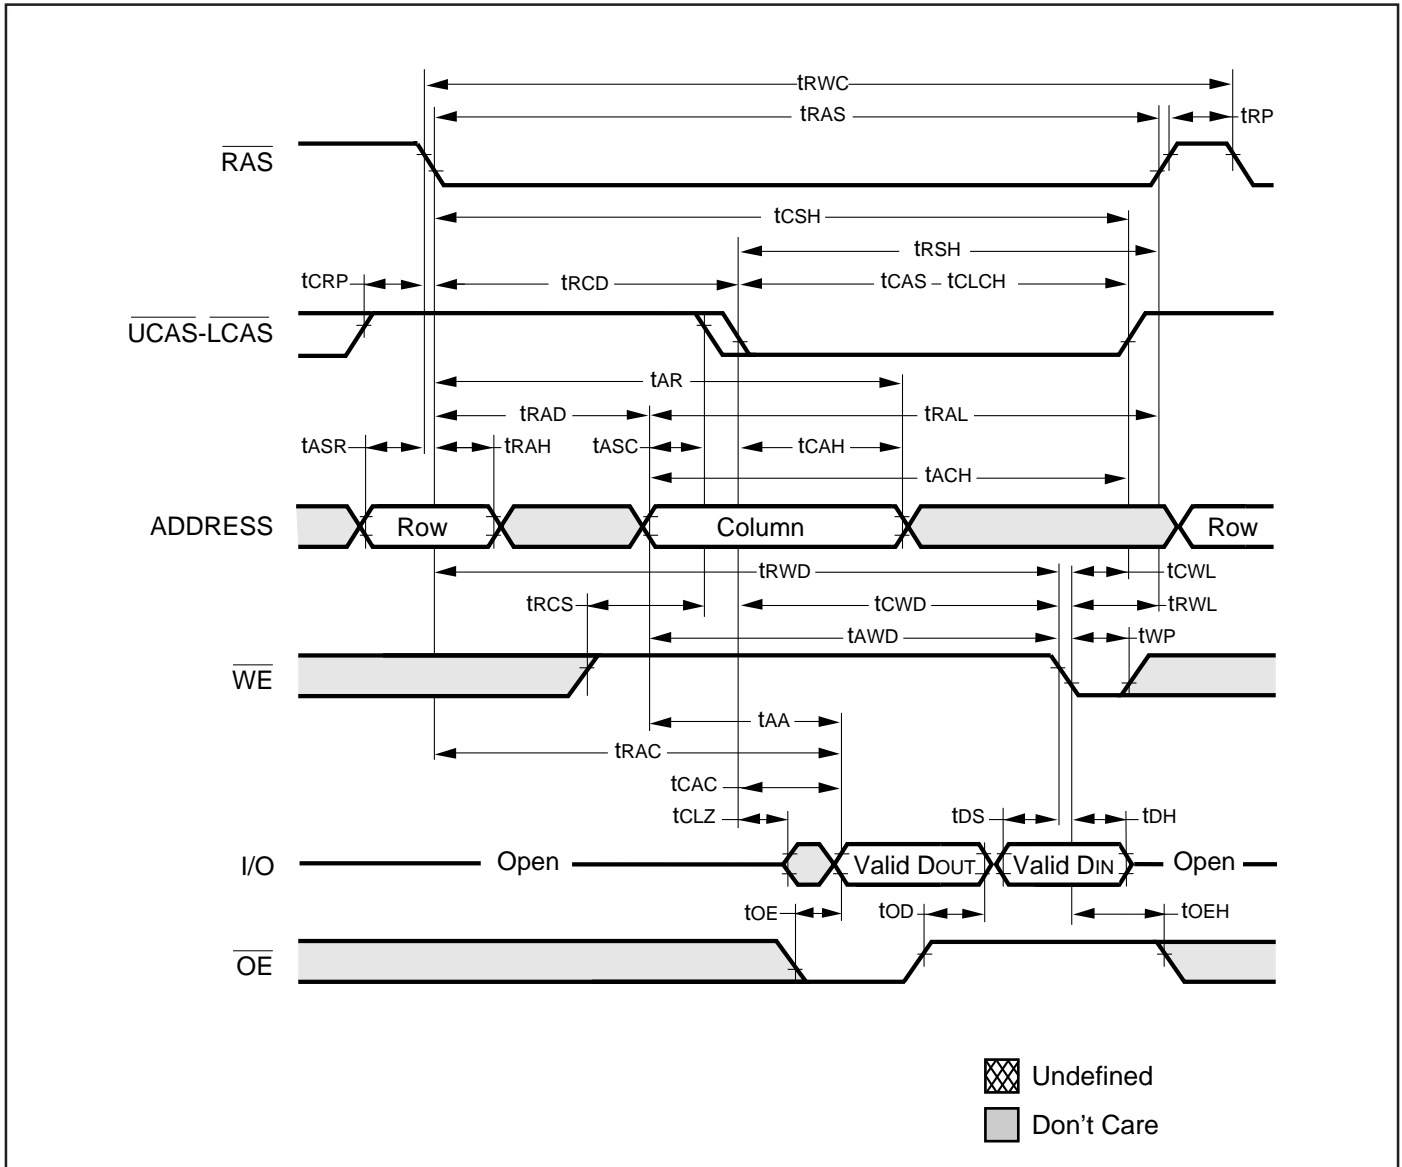 tRWC
tRAS
tRP
RAS
tCSH
tRSH
tCRP
tRCD
tCAS – tCLCH
UCAS-LCAS
tAR
tRAD
tRAL
tASR
tRAH
tASC
tCAH
tACH
ADDRESS
Row
Column
Row
tRWD
tCWL
tRCS
tCWD
tRWL
tAWD
tWP
WE
tAA
tRAC
tCAC
tCLZ
tDS
tDH
I/O
Open
Valid DOUT
Valid DIN
Open
tOE
tOD
tOEH
OE
Undefined
Don't Care